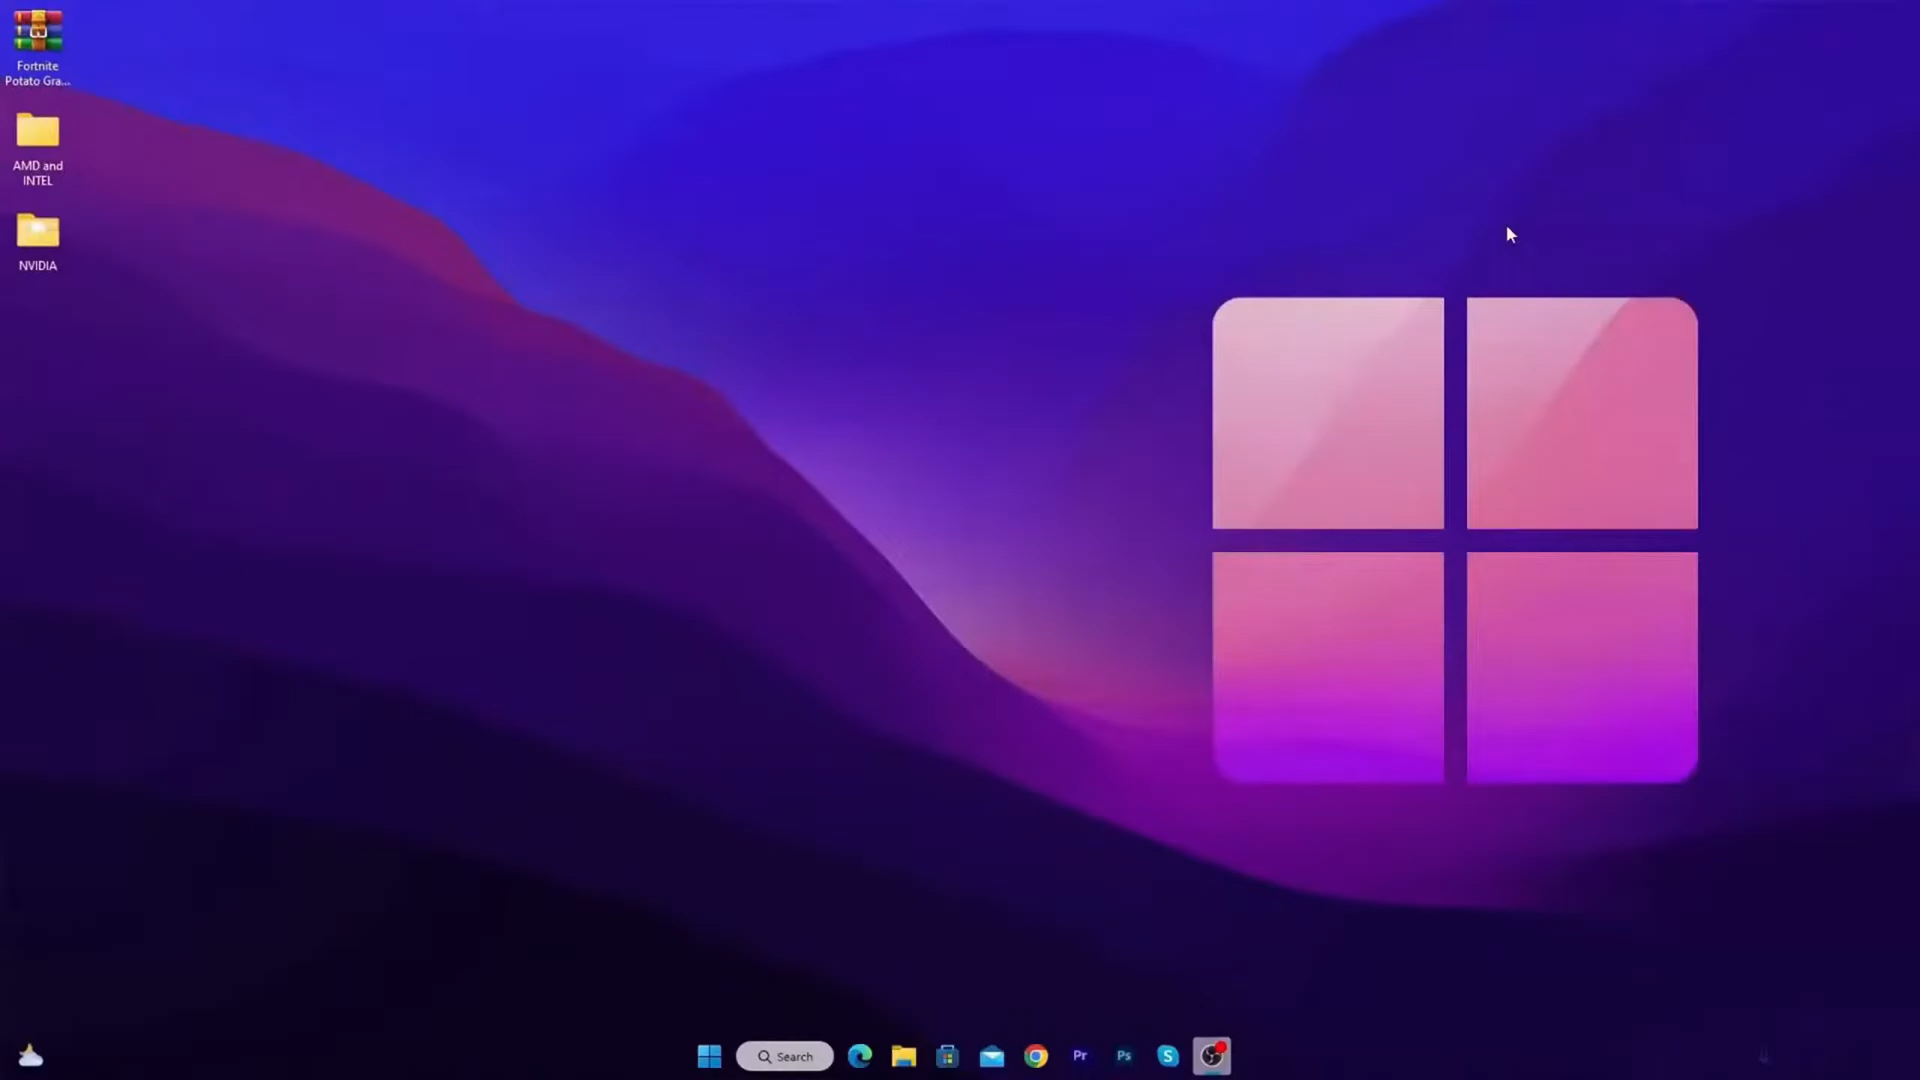 Fortnite
Potato Gra...
AMD and
INTEL
NVIDIA
Search
Pr
Ps
S